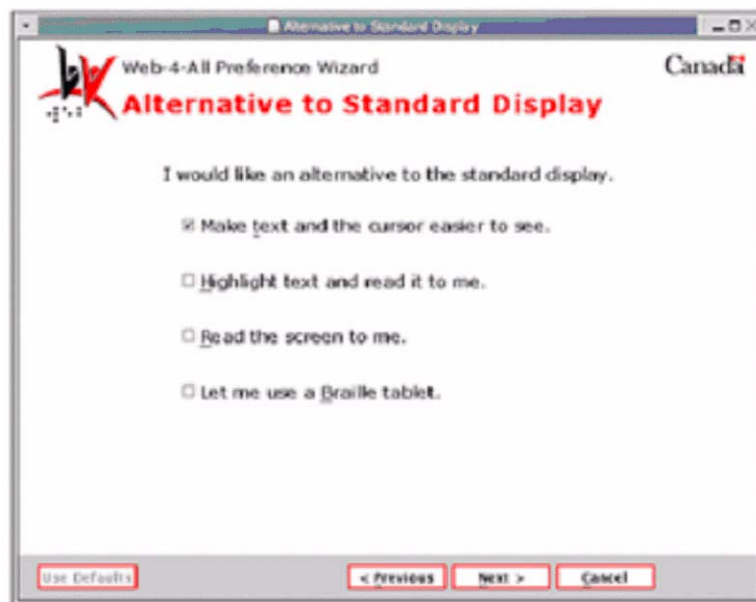 Alternative to Standard Display
Web-4-All Preference Wizard
Canada
Alternative to Standard Display
I would like an alternative to the standard display.
Make text and the cursor easier to see.
Highlight text and read it to me.
Read the screen to me.
Let me use a Braille tablet.
Use Defaults
< Previous
Next >
Cancel